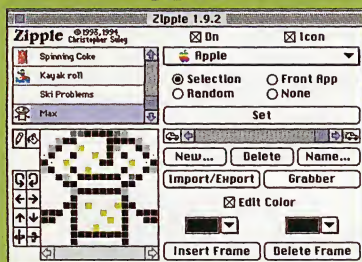 Zipple 1.9.2
Zipple ©1993, 1994, Christopher Suley
On
Icon
Spinning Coke
Kayak roll
Ski Problems
Max
Apple
Selection
Front App
Random
None
Set
New...
Delete
Name...
Import/Export
Grabber
Edit Color
Insert Frame
Delete Frame